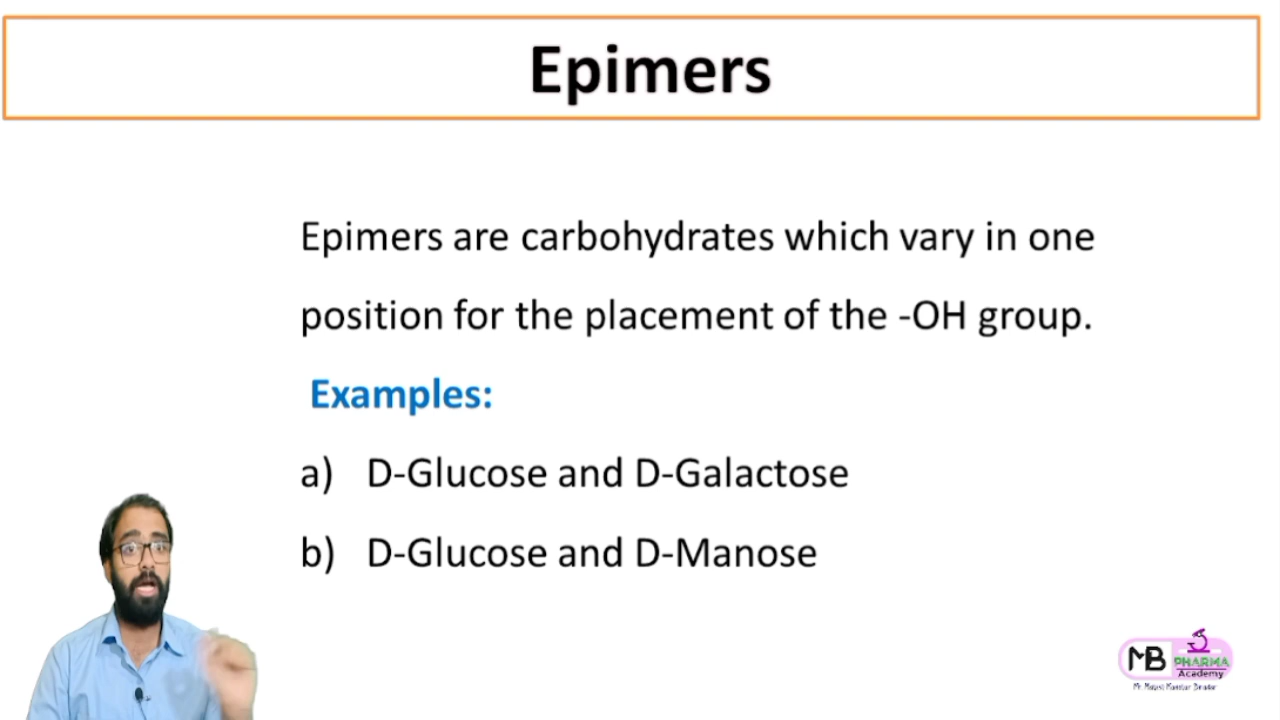 Epimers
Epimers are carbohydrates which vary in one
position for the placement of the -OH group.
Examples:
a) D-Glucose and D-Galactose
b) D-Glucose and D-Manose
MB PHARMA
Academy